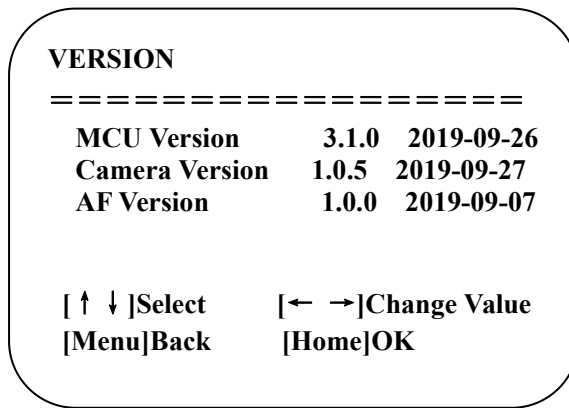 VERSION
=================
MCU Version 3.1.0 2019-09-26
Camera Version 1.0.5 2019-09-27
AF Version 1.0.0 2019-09-07
[↑ ↓]Select [← →]Change Value
[Menu]Back [Home]OK